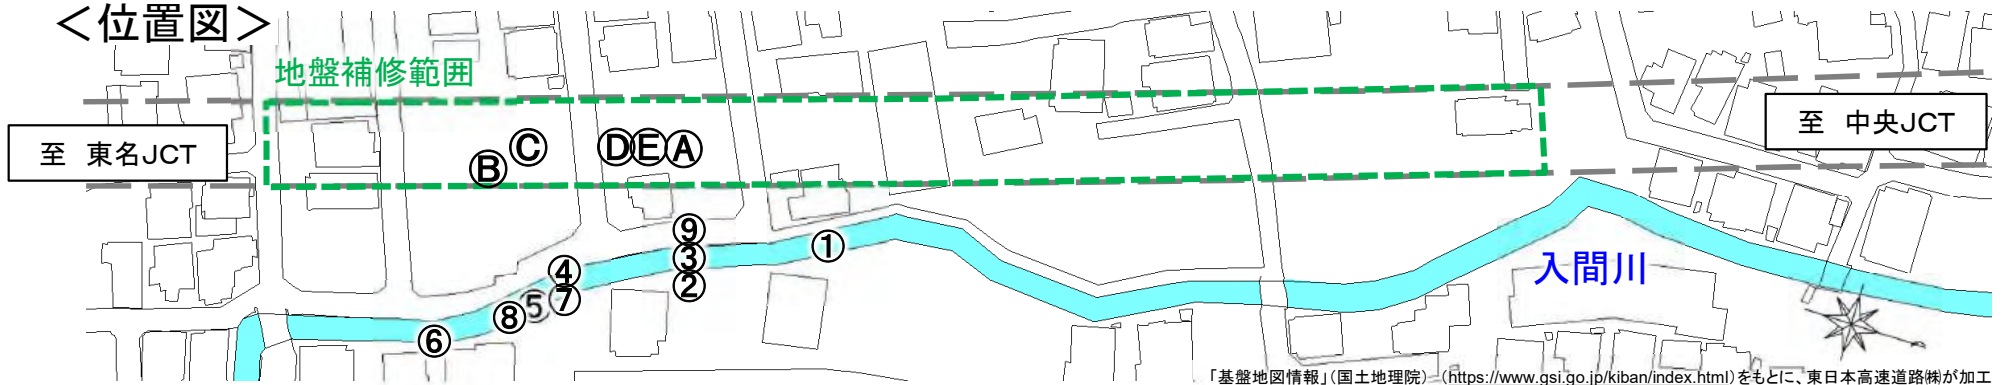 ＜位置図＞
地盤補修範囲
至　東名JCT
至　中央JCT
Ⓑ
Ⓒ
Ⓓ
Ⓔ
Ⓐ
⑨
③
②
①
④
⑦
⑤
⑧
⑥
入間川
「基盤地図情報」（国土地理院）　（https://www.gsi.go.jp/kiban/index.html）をもとに、東日本高速道路㈱が加工